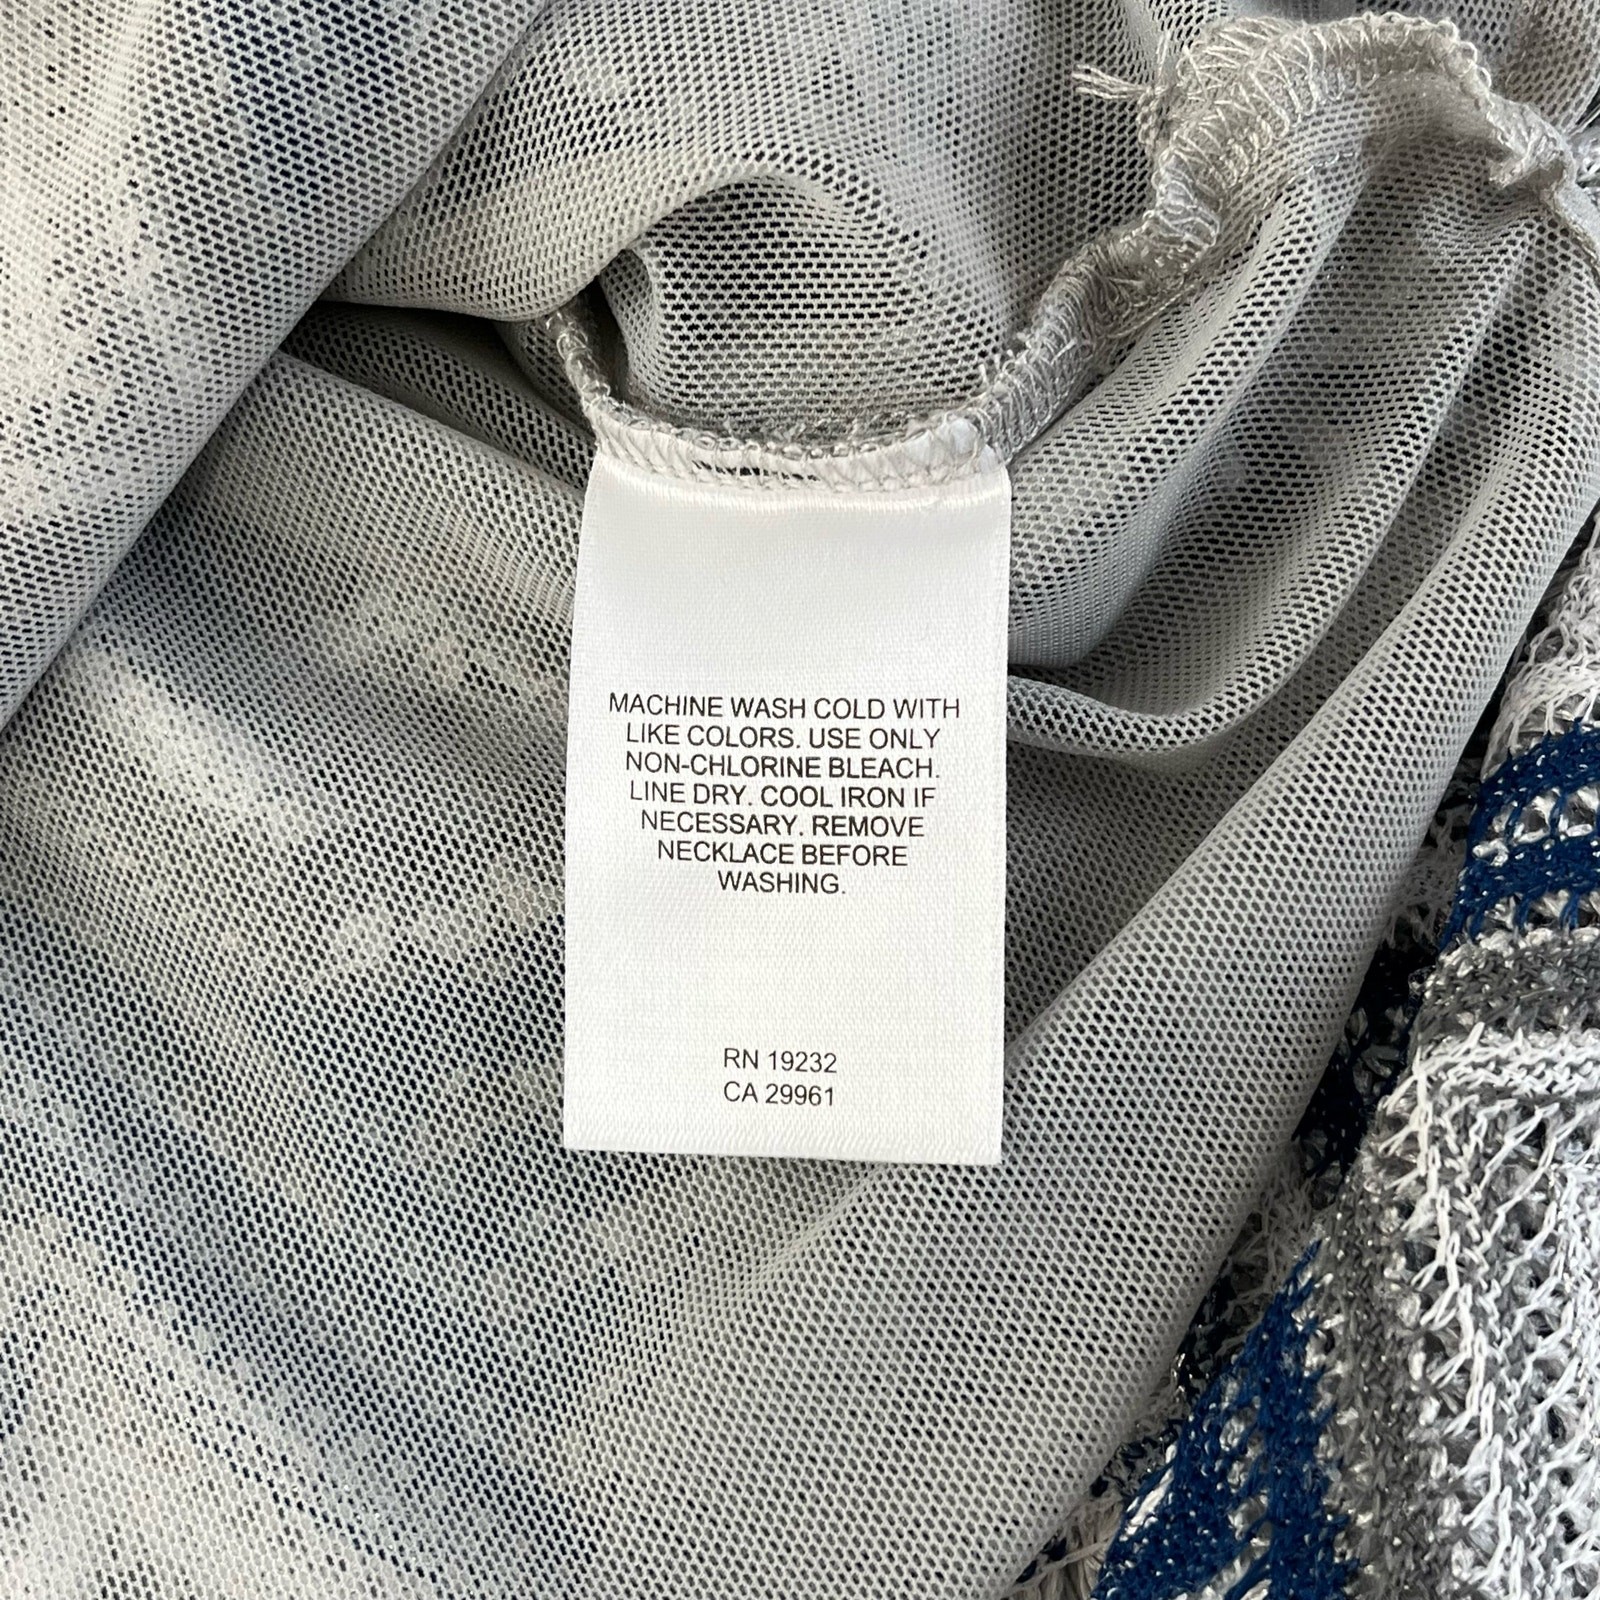 MACHINE WASH COLD WITH
LIKE COLORS. USE ONLY
NON-CHLORINE BLEACH.
LINE DRY. COOL IRON IF
NECESSARY. REMOVE
NECKLACE BEFORE
WASHING.
RN 19232
CA 29961